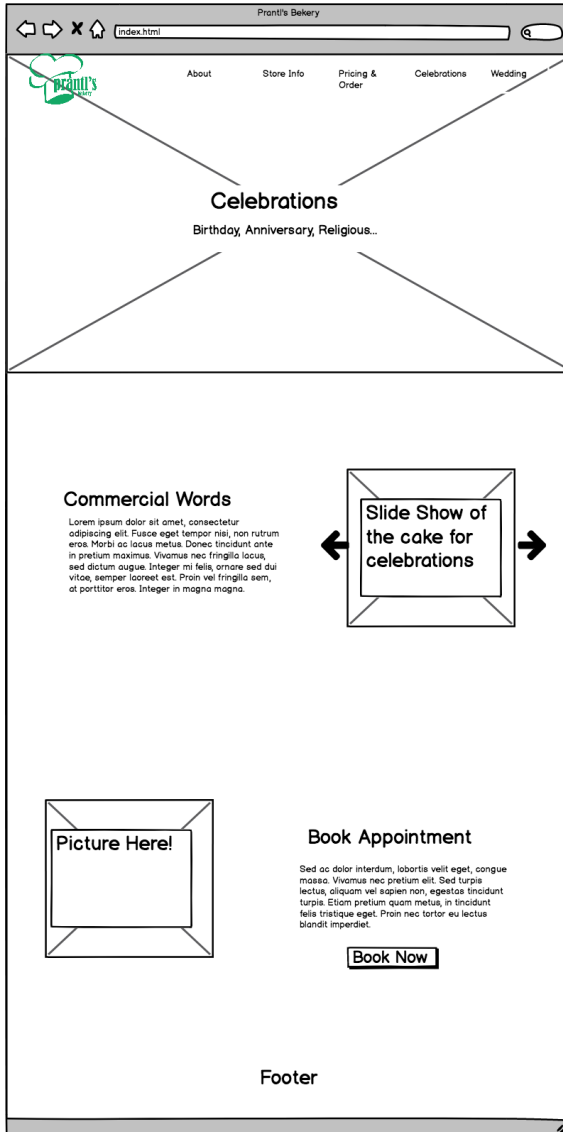 Prantl's Bekery
index.html
prantl's
About
Store Info
Pricing &
Order
Celebrations
Wedding
Celebrations
Birthday, Anniversary, Religious...
Commercial Words
Lorem ipsum dolor sit amet, consectetur
adipiscing elit. Fusce eget tempor nisi, non rutrum
eros. Morbi ac lacus metus. Donec tincidunt ante
in pretium maximus. Vivamus nec fringilla lacus,
sed dictum augue. Integer mi felis, ornare sed dui
vitae, semper laoreet est. Proin vel fringilla sem,
at porttitor eros. Integer in magna magna.
Slide Show of
the cake for
celebrations
Picture Here!
Book Appointment
Sed ac dolor interdum, lobortis velit eget, congue
massa. Vivamus nec pretium elit. Sed turpis
lectus, aliquam vel sapien non, egestas tincidunt
turpis. Etiam pretium quam metus, in tincidunt
felis tristique eget. Proin nec tortor eu lectus
blandit imperdiet.
Book Now
Footer